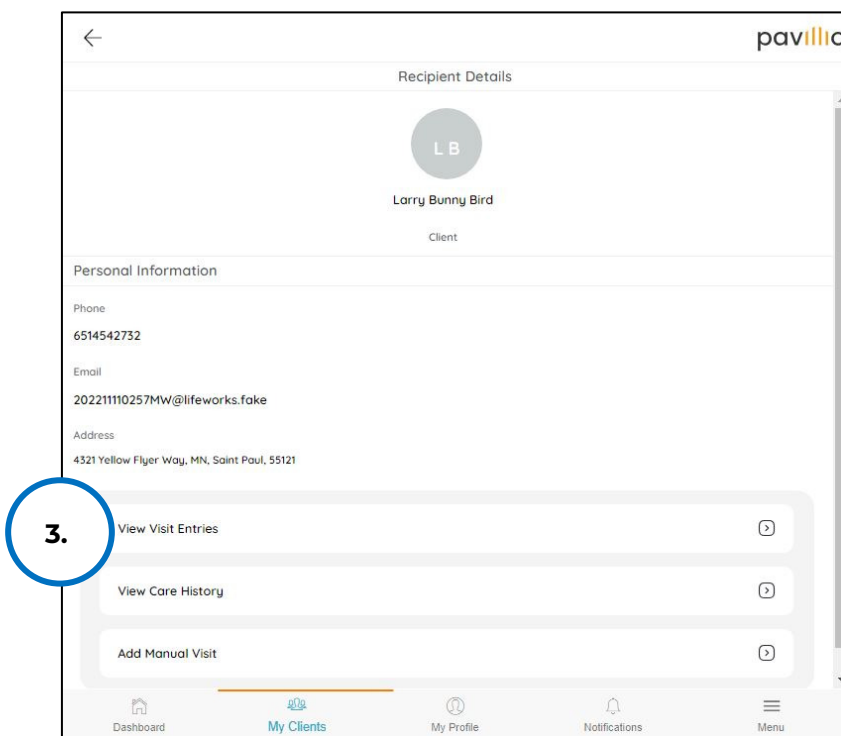 pavillio
Recipient Details
L B
Larry Bunny Bird
Client
Personal Information
Phone
6514542732
Email
202211110257MW@lifeworks.fake
Address
4321 Yellow Flyer Way, MN, Saint Paul, 55121
3.
View Visit Entries
View Care History
Add Manual Visit
Dashboard My Clients My Profile Notifications Menu